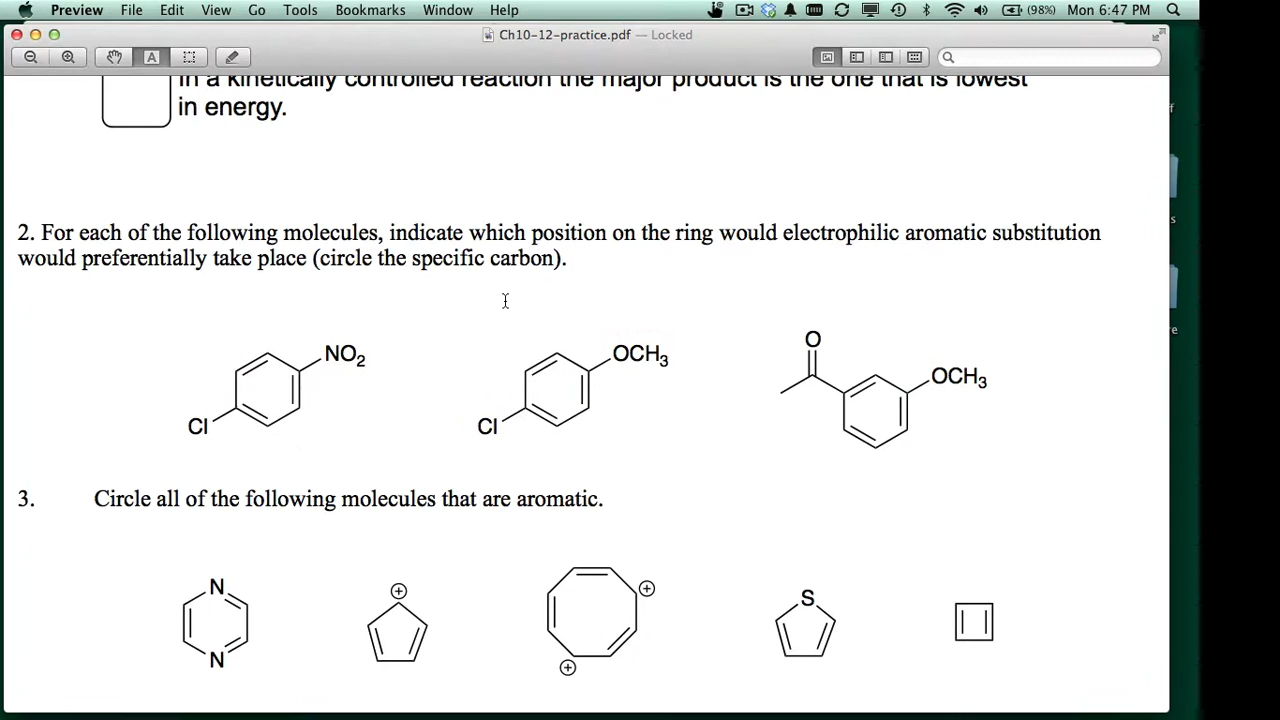 Preview File Edit View Go Tools Bookmarks Window Help (98%) Mon 6:47 PM
Ch10-12-practice.pdf — Locked
A
in a kinetically controlled reaction the major product is the one that is lowest
in energy.
2. For each of the following molecules, indicate which position on the ring would electrophilic aromatic substitution
would preferentially take place (circle the specific carbon).
NO2
Cl
OCH3
Cl
O
OCH3
3. Circle all of the following molecules that are aromatic.
N
N
+
+
+
S